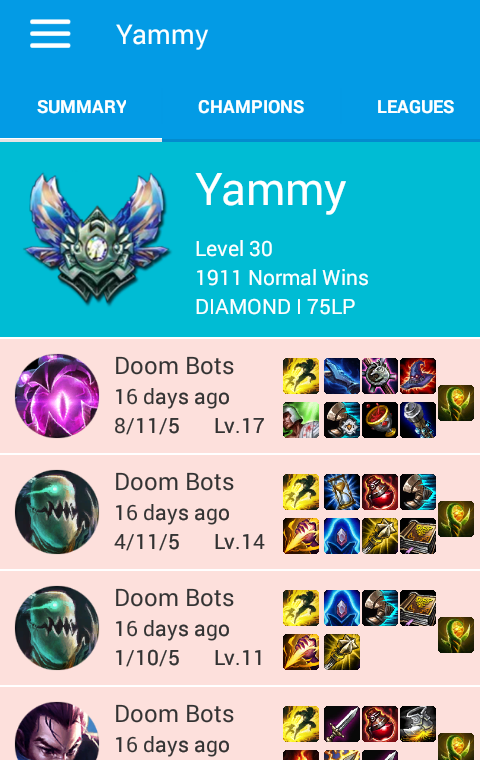 Yammy
SUMMARY CHAMPIONS LEAGUES
Yammy
Level 30
1911 Normal Wins
DIAMOND I 75LP
Doom Bots
16 days ago
8/11/5 Lv.17
Doom Bots
16 days ago
4/11/5 Lv.14
Doom Bots
16 days ago
1/10/5 Lv.11
Doom Bots
16 days ago